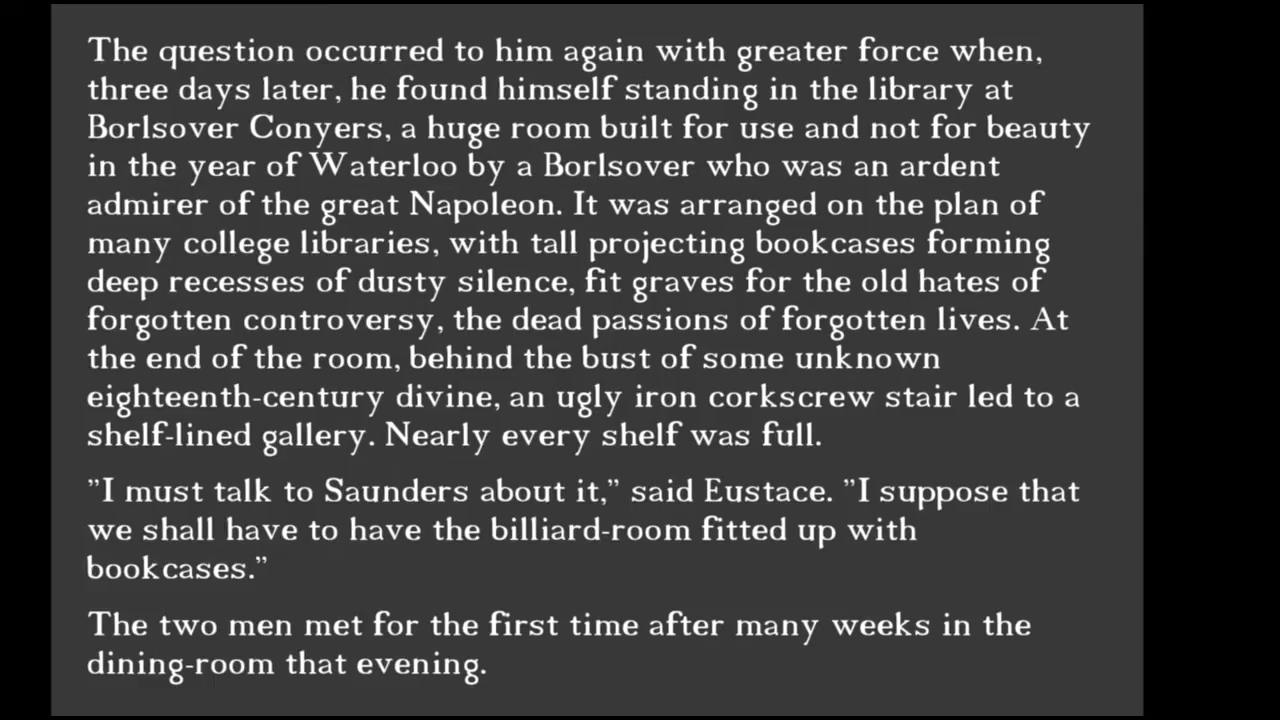 The question occurred to him again with greater force when,
three days later, he found himself standing in the library at
Borlsover Conyers, a huge room built for use and not for beauty
in the year of Waterloo by a Borlsover who was an ardent
admirer of the great Napoleon. It was arranged on the plan of
many college libraries, with tall projecting bookcases forming
deep recesses of dusty silence, fit graves for the old hates of
forgotten controversy, the dead passions of forgotten lives. At
the end of the room, behind the bust of some unknown
eighteenth-century divine, an ugly iron corkscrew stair led to a
shelf-lined gallery. Nearly every shelf was full.
”I must talk to Saunders about it,” said Eustace. ”I suppose that
we shall have to have the billiard-room fitted up with
bookcases.”
The two men met for the first time after many weeks in the
dining-room that evening.